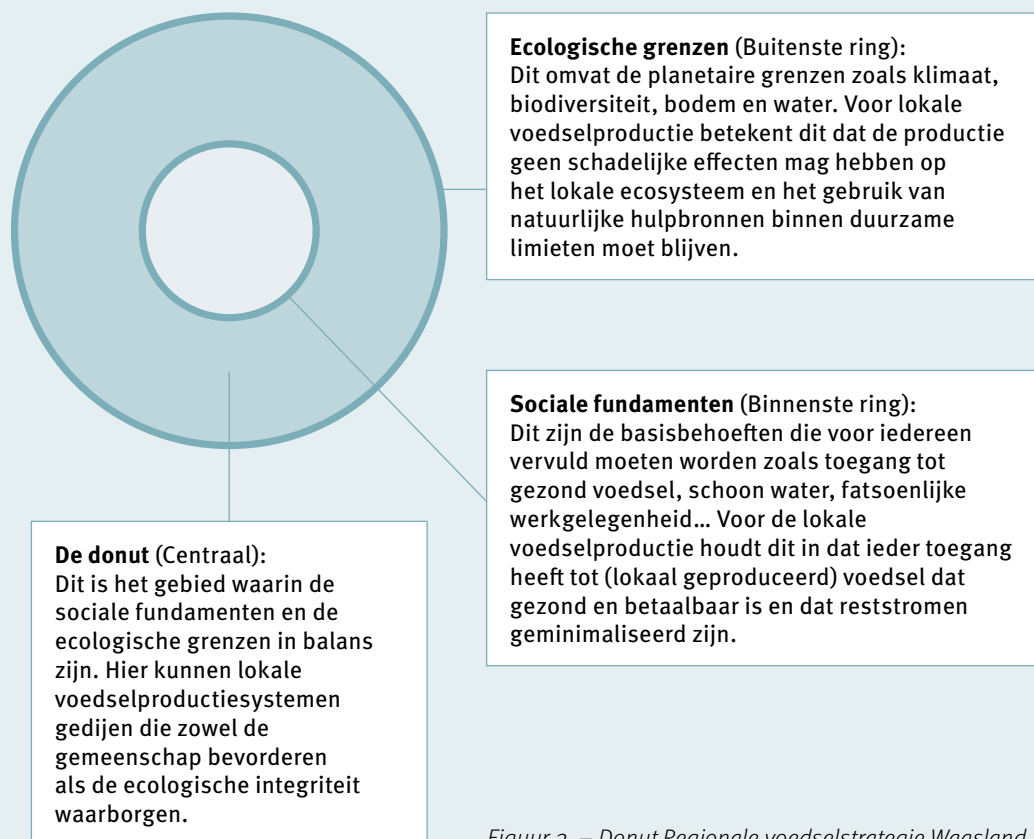 Ecologische grenzen (Buitenste ring):
Dit omvat de planetaire grenzen zoals klimaat,
biodiversiteit, bodem en water. Voor lokale
voedselproductie betekent dit dat de productie
geen schadelijke effecten mag hebben op
het lokale ecosysteem en het gebruik van
natuurlijke hulpbronnen binnen duurzame
limieten moet blijven.
Sociale fundamenten (Binnenste ring):
Dit zijn de basisbehoeften die voor iedereen
vervuld moeten worden zoals toegang tot
gezond voedsel, schoon water, fatsoenlijke
werkgelegenheid... Voor de lokale
voedselproductie houdt dit in dat ieder toegang
heeft tot (lokaal geproduceerd) voedsel dat
gezond en betaalbaar is en dat reststromen
geminimaliseerd zijn.
De donut (Centraal):
Dit is het gebied waarin de
sociale fundamenten en de
ecologische grenzen in balans
zijn. Hier kunnen lokale
voedselproductiesystemen
gedijen die zowel de
gemeenschap bevorderen
als de ecologische integriteit
waarborgen.
Figuur – Donut Regionale voedselstrategie Waasland